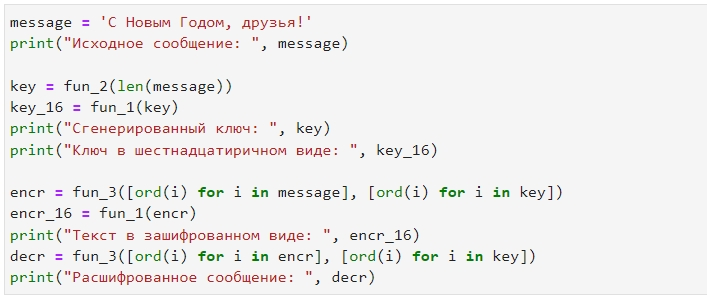 message = 'С Новым Годом, друзья!'
print("Исходное сообщение: ", message)
key = fun_2(len(message))
key_16 = fun_1(key)
print("Сгенерированный ключ: ", key)
print("Ключ в шестнадцатиричном виде: ", key_16)
encr = fun_3([ord(i) for i in message], [ord(i) for i in key])
encr_16 = fun_1(encr)
print("Текст в зашифрованном виде: ", encr_16)
decr = fun_3([ord(i) for i in encr], [ord(i) for i in key])
print("Расшифрованное сообщение: ", decr)